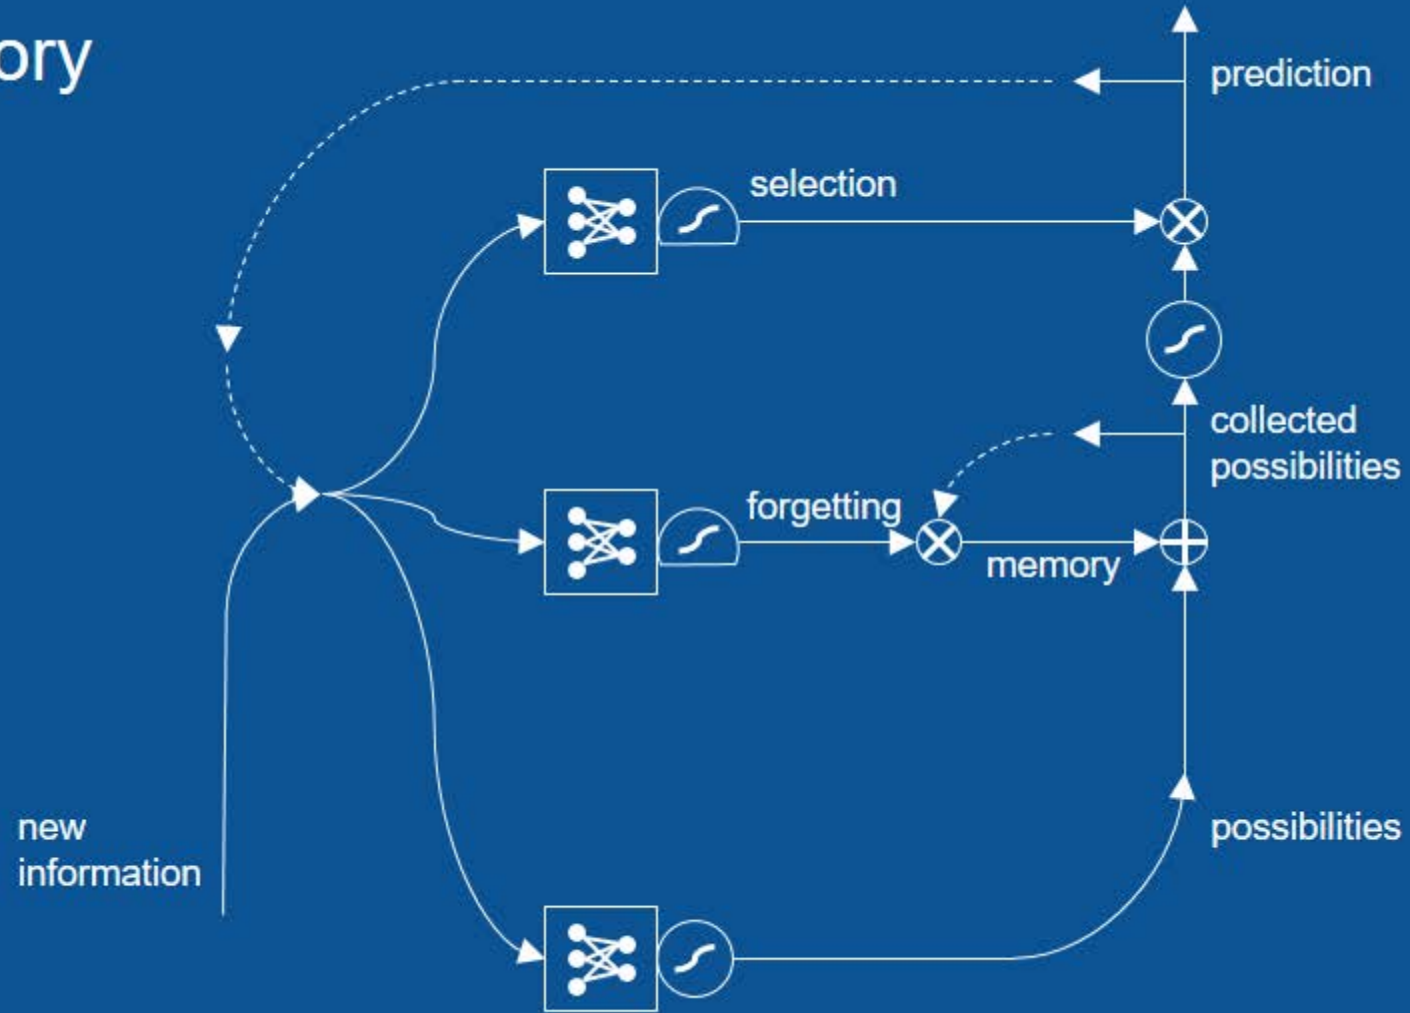 ory
prediction
selection
collected
possibilities
forgetting
memory
new
information
possibilities